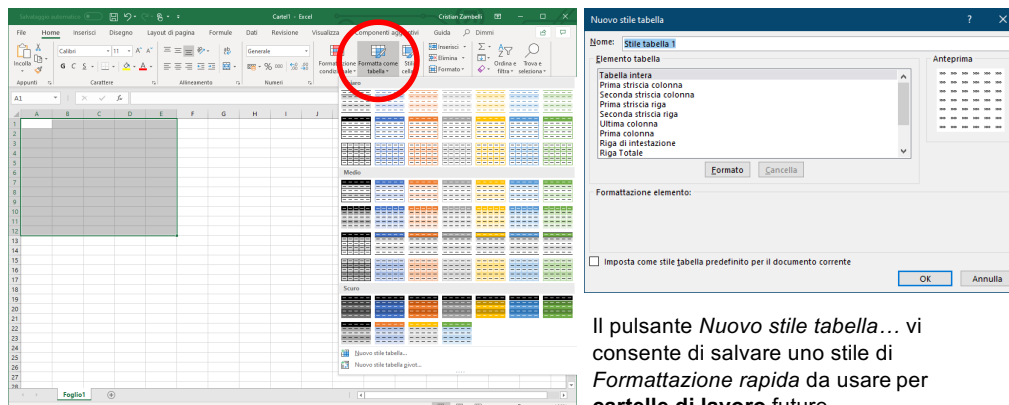 Salvataggio automatico
Cartel1 - Excel
Cristian Zambelli
File Home Inserisci Disegno Layout di pagina Formule Dati Revisione Visualizza Componenti aggiuntivi Guida Dimmi
Incolla
Calibri 11 A^ A˅
G C S
Generale
% 000
Formattazione condizionale
Formatta come tabella
Stili cella
Inserisci
Elimina
Formato
Ordina e filtra
Trova e seleziona
Appunti Carattere Allineamento Numeri
A1
fx
A B C D E F G H I J
1
2
3
4
5
6
7
8
9
10
11
12
13
14
15
16
17
18
19
20
21
22
23
24
25
26
27
28
Medio
Scuro
Nuovo stile tabella...
Nuovo stile tabella pivot...
Foglio1
Nuovo stile tabella ? X
Nome: Stile tabella 1
Elemento tabella
Tabella intera
Prima striscia colonna
Seconda striscia colonna
Prima striscia riga
Seconda striscia riga
Ultima colonna
Prima colonna
Riga di intestazione
Riga Totale
Anteprima
Formato Cancella
Formattazione elemento:
Imposta come stile tabella predefinito per il documento corrente
OK Annulla
Il pulsante Nuovo stile tabella… vi
consente di salvare uno stile di
Formattazione rapida da usare per
cartelle di lavoro future